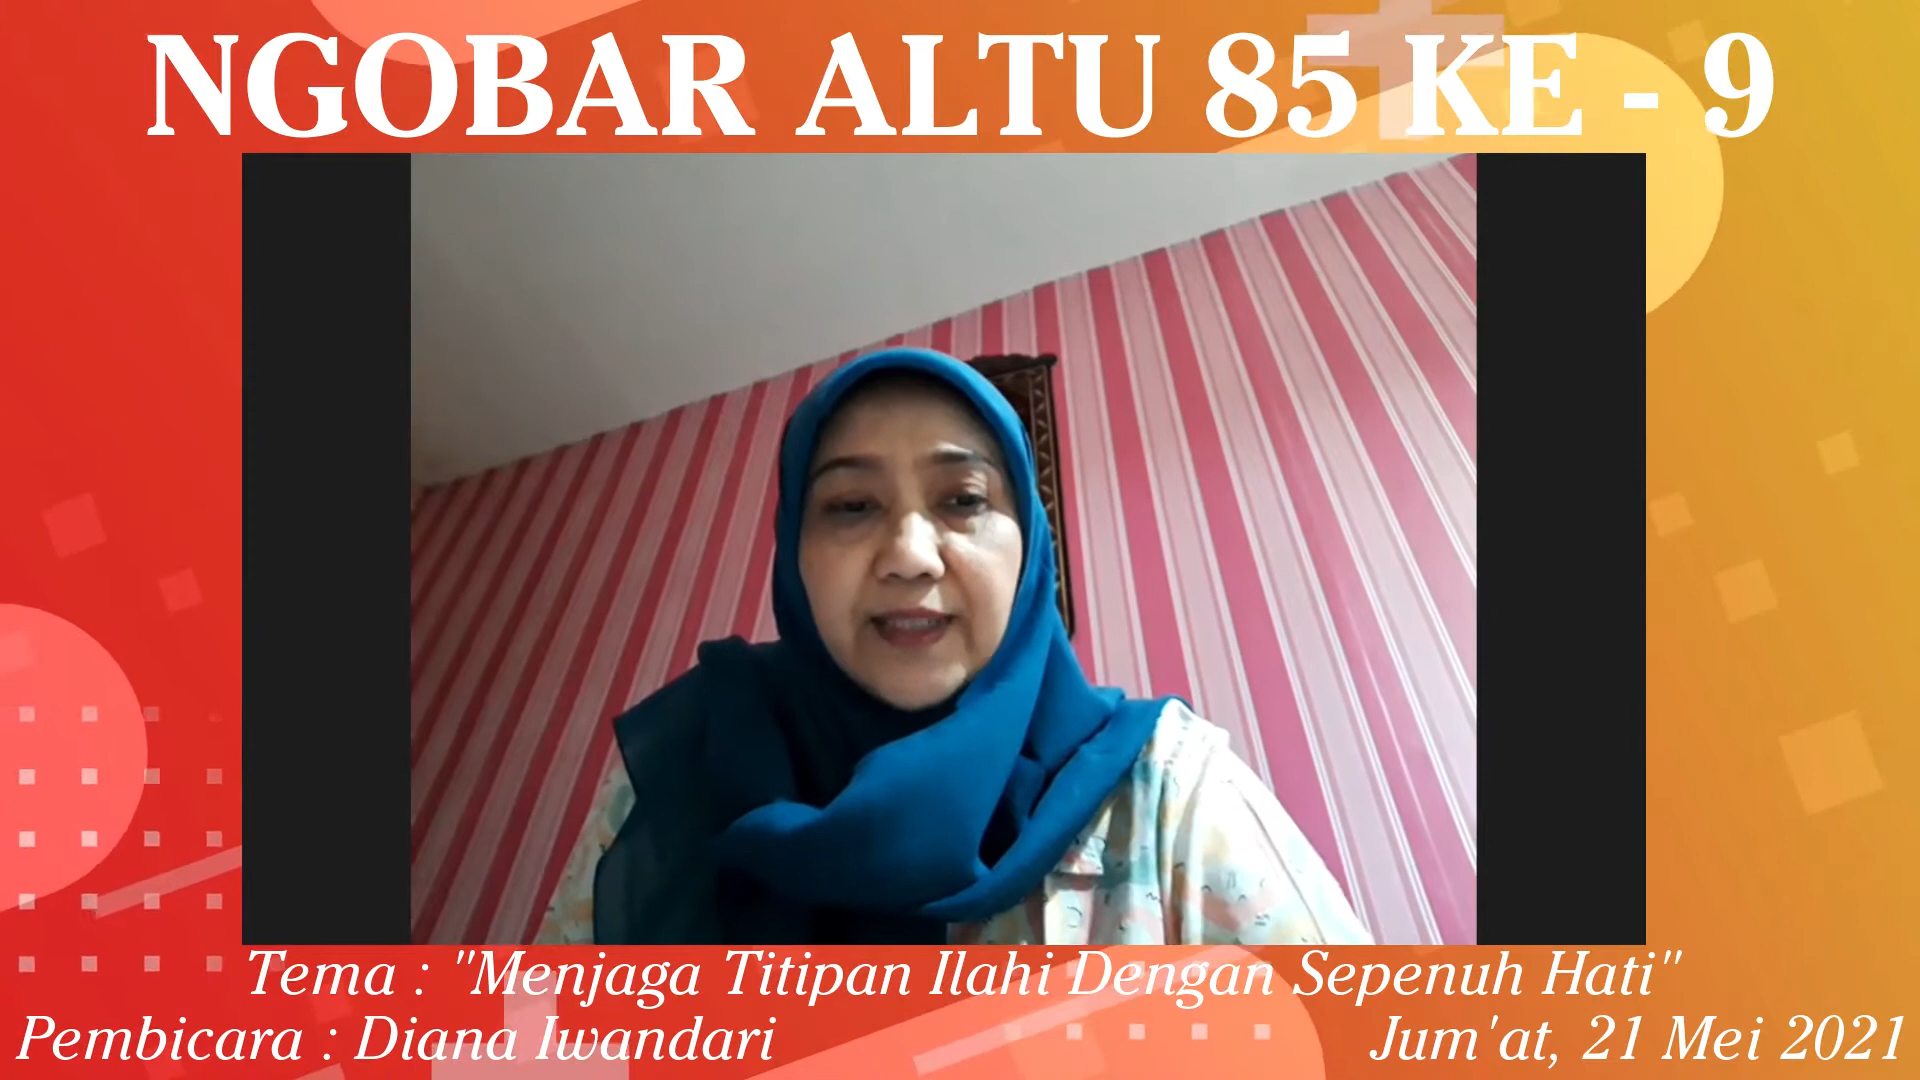 NGOBAR ALTU 85 KE - 9
Tema : "Menjaga Titipan Ilahi Dengan Sepenuh Hati"
Pembicara : Diana Iwandari
Jum'at, 21 Mei 2021